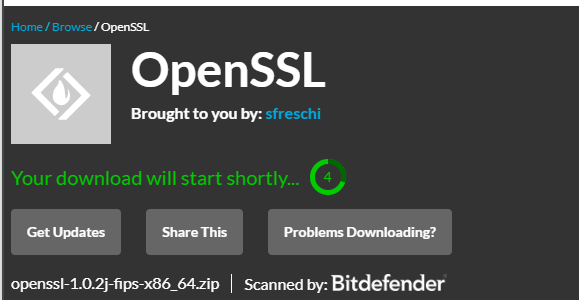 Home / Browse / OpenSSL
OpenSSL
Brought to you by: sfreschi
Your download will start shortly... 4
Get Updates
Share This
Problems Downloading?
openssl-1.0.2j-fips-x86_64.zip | Scanned by: Bitdefender